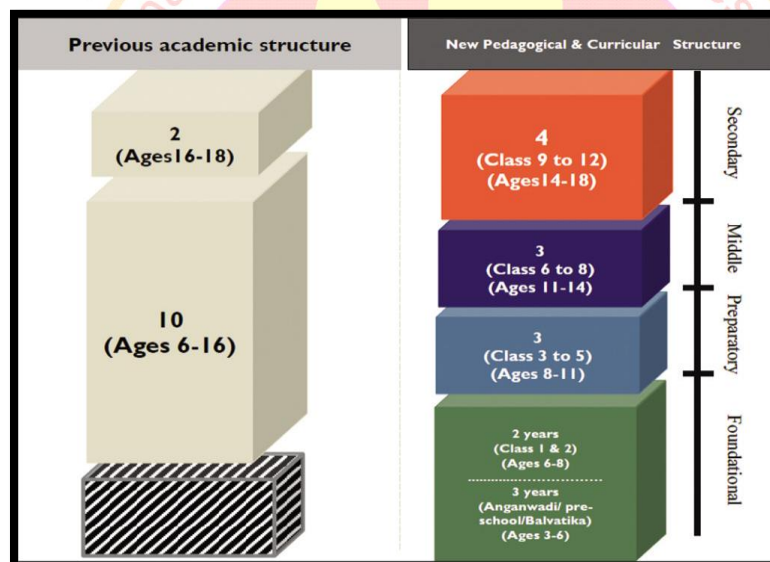 Previous academic structure
2
(Ages16-18)
10
(Ages 6-16)
New Pedagogical & Curricular Structure
4
(Class 9 to 12)
(Ages14-18)
3
(Class 6 to 8)
(Ages 11-14)
3
(Class 3 to 5)
(Ages 8-11)
2 years
(Class 1 & 2)
(Ages 6-8)
3 years
(Anganwadi/ pre-
school/Balvatika)
(Ages 3-6)
Secondary
Middle
Preparatory
Foundational